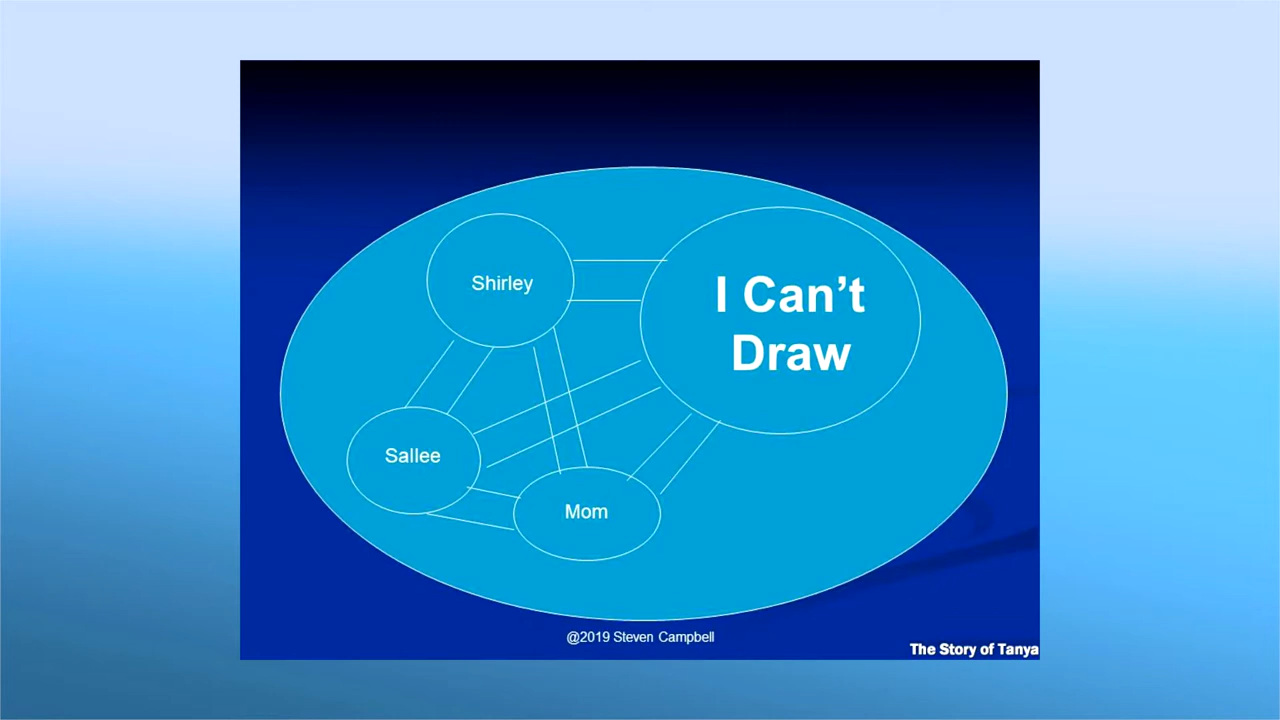 Shirley
I Can’t
Draw
Sallee
Mom
@2019 Steven Campbell
The Story of Tanya